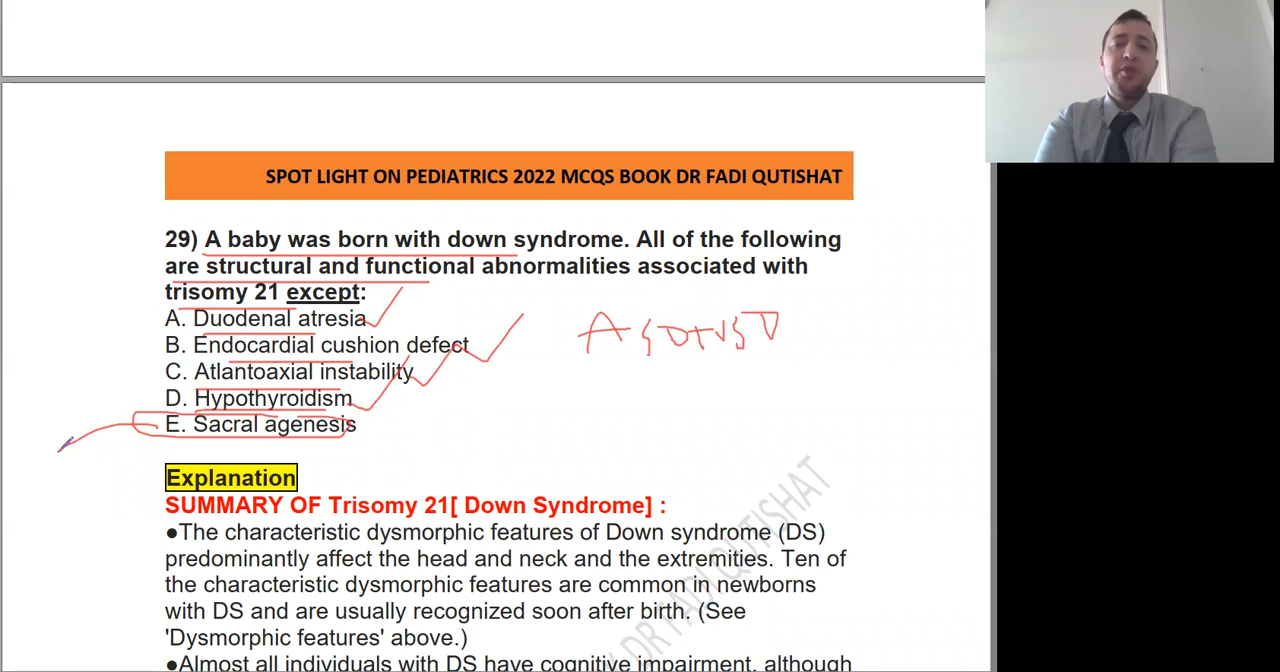 SPOT LIGHT ON PEDIATRICS 2022 MCQS BOOK DR FADI QUTISHAT
29) A baby was born with down syndrome. All of the following
are structural and functional abnormalities associated with
trisomy 21 except:
A. Duodenal atresia
B. Endocardial cushion defect
C. Atlantoaxial instability
D. Hypothyroidism
E. Sacral agenesis
Explanation
SUMMARY OF Trisomy 21[ Down Syndrome] :
●The characteristic dysmorphic features of Down syndrome (DS)
predominantly affect the head and neck and the extremities. Ten of
the characteristic dysmorphic features are common in newborns
with DS and are usually recognized soon after birth. (See
'Dysmorphic features' above.)
●Almost all individuals with DS have cognitive impairment, although
DR FADI QUTISHAT